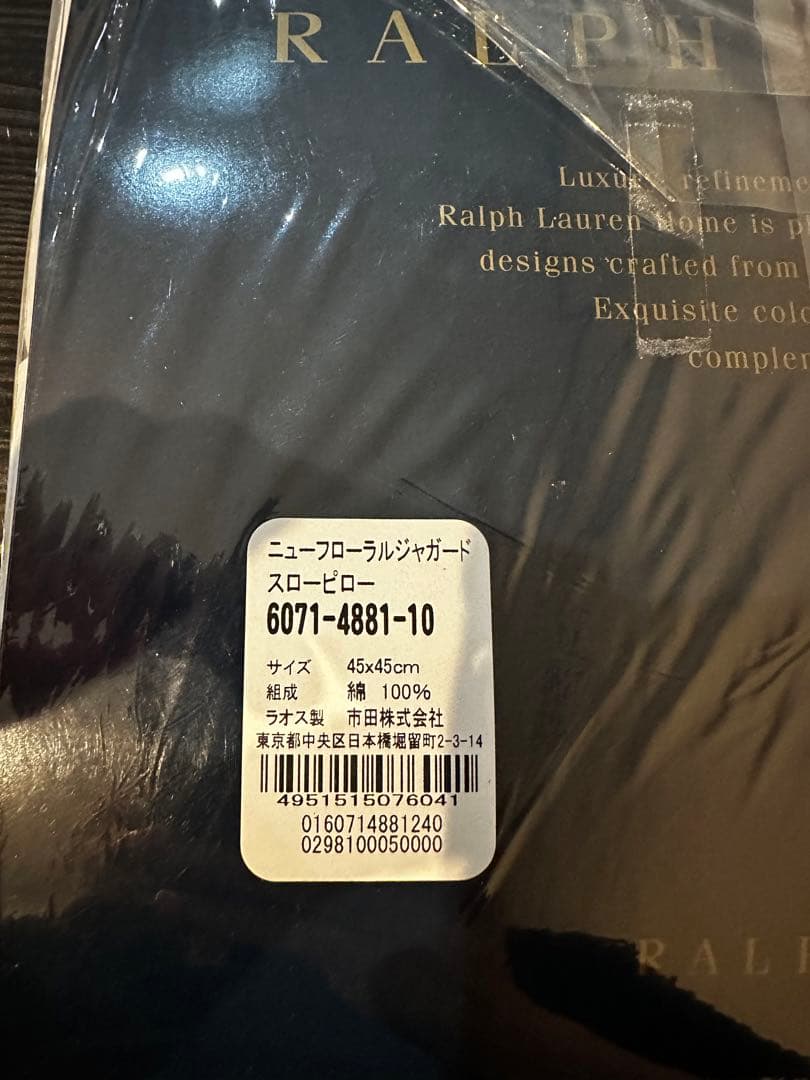 RALPH
Luxury refineme
Ralph Lauren Home is p
designs crafted from
Exquisite colo
complem
ニューフローラルジャガード
スローピロー
6071-4881-10
サイズ 45x45cm
組成 綿 100%
ラオス製 市田株式会社
東京都中央区日本橋堀留町2-3-14
4951515076041
0160714881240
0298100050000
RAL